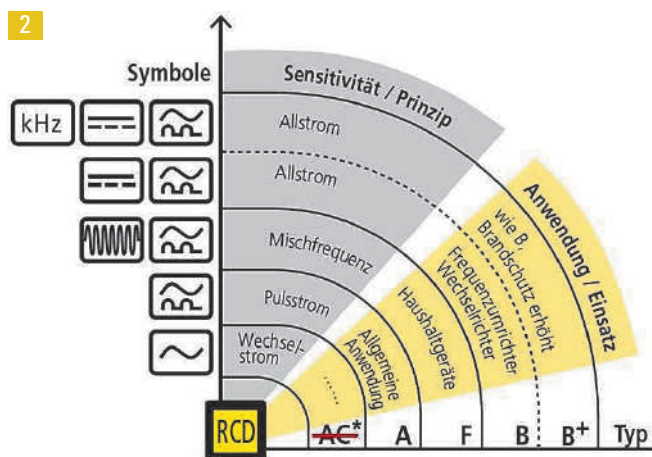 2
Symbole
Sensitivität / Prinzip
kHz
Allstrom
Allstrom
Mischfrequenz
Pulsstrom
Wechsel-
strom
Anwendung / Einsatz
wie B,
Brandschutz erhöht
Frequenzumrichter
Wechselrichter
Haushaltgeräte
Allgemeine
Anwendung
......
RCD
AC*
A
F
B
B+
Typ